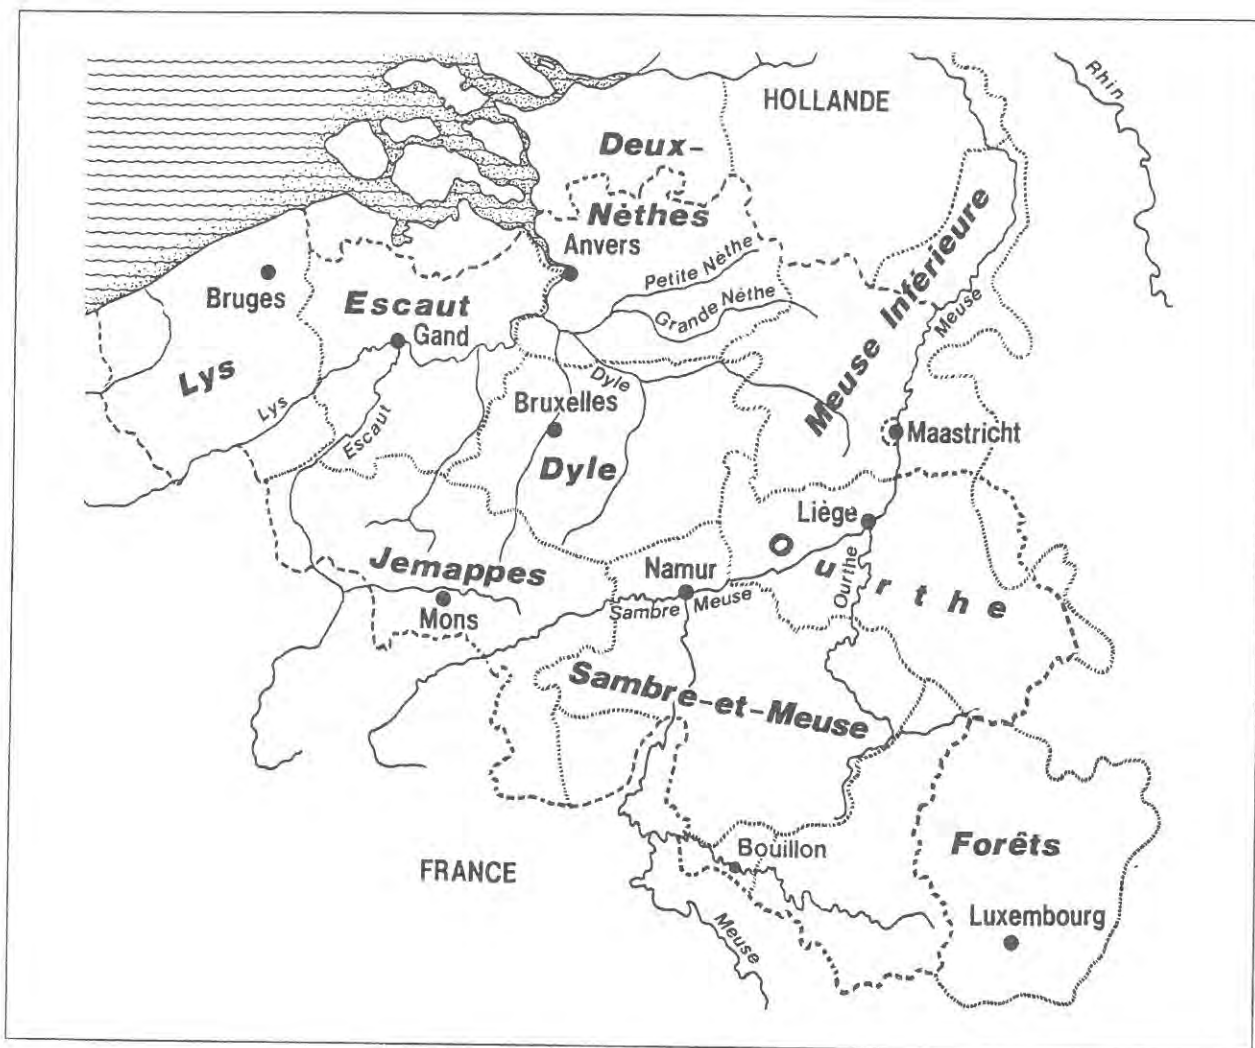 Rhin
HOLLANDE
Deux-
Nèthes
Anvers
Petite Nèthe
Grande Nèthe
Meuse Inférieure
Meuse
Bruges
Escaut
Gand
Lys
Lys
Escaut
Dyle
Bruxelles
Dyle
Maastricht
Liège
Ourthe
Ourthe
Jemappes
Mons
Namur
Sambre
Meuse
Sambre-et-Meuse
FRANCE
Bouillon
Forêts
Luxembourg
Meuse